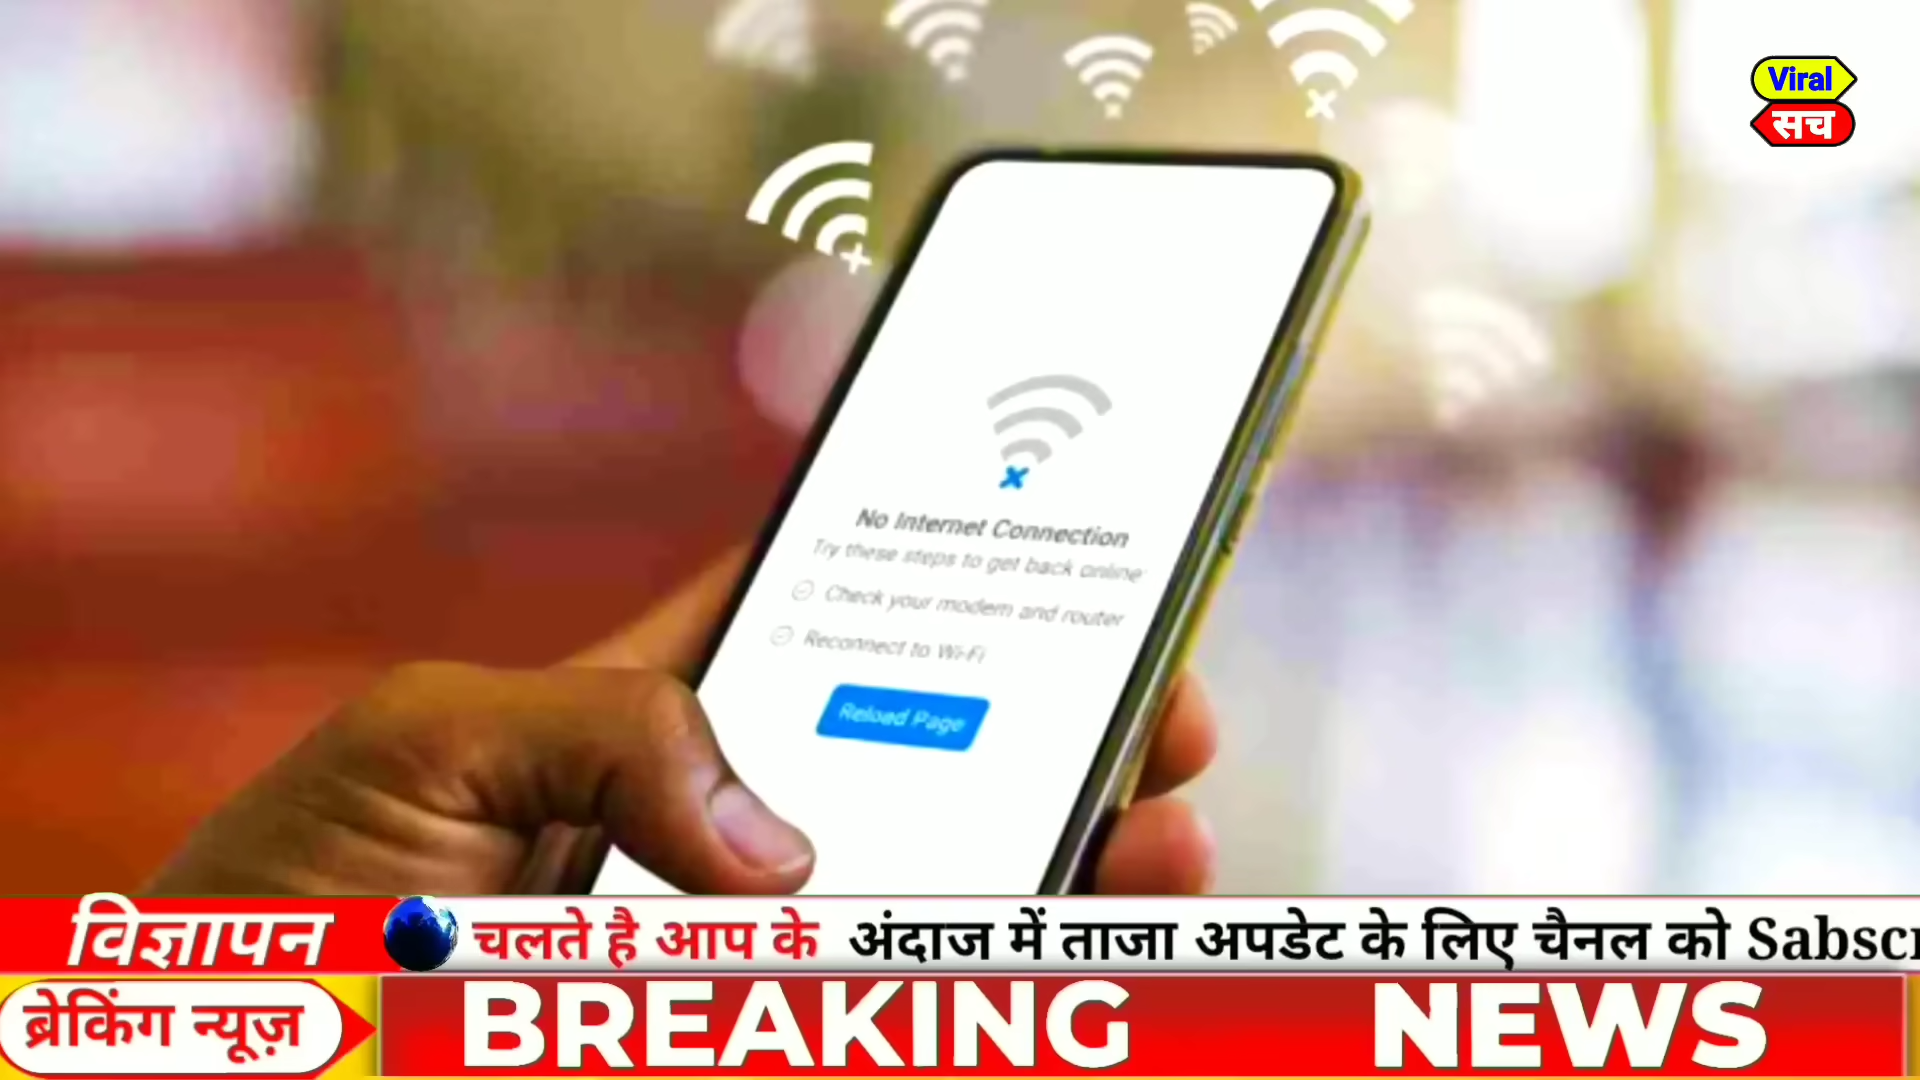 Viral
सच
No Internet Connection
Try these steps to get back online
Check your modem and router
Reconnect to Wi-Fi
Reload Page
विज्ञापन
चलते है आप के अंदाज में ताजा अपडेट के लिए चैनल को Sabscr
ब्रेकिंग न्यूज़
BREAKING NEWS